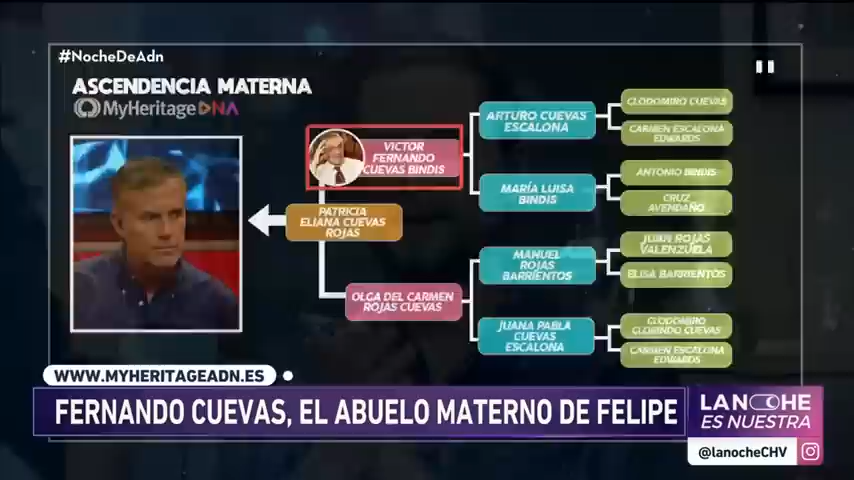 #NocheDeAdn
ASCENDENCIA MATERNA
MyHeritage DNA
VICTOR
FERNANDO
CUEVAS BINDIS
PATRICIA
ELIANA CUEVAS
ROJAS
OLGA DEL CARMEN
ROJAS CUEVAS
ARTURO CUEVAS
ESCALONA
MARÍA LUISA
BINDIS
MANUEL
ROJAS
BARRIENTOS
JUANA PABLA
CUEVAS
ESCALONA
CLODOMIRO CUEVAS
CARMEN ESCALONA
EDWARDS
ANTONIO BINDIS
CRUZ
AVENDAÑO
JUAN ROJAS
VALENZUELA
ELISA BARRIENTOS
CLODOMIRO
CLORINDO CUEVAS
CARMEN ESCALONA
EDWARDS
WWW.MYHERITAGEADN.ES
FERNANDO CUEVAS, EL ABUELO MATERNO DE FELIPE
LA NOCHE
ES NUESTRA
@lanocheCHV